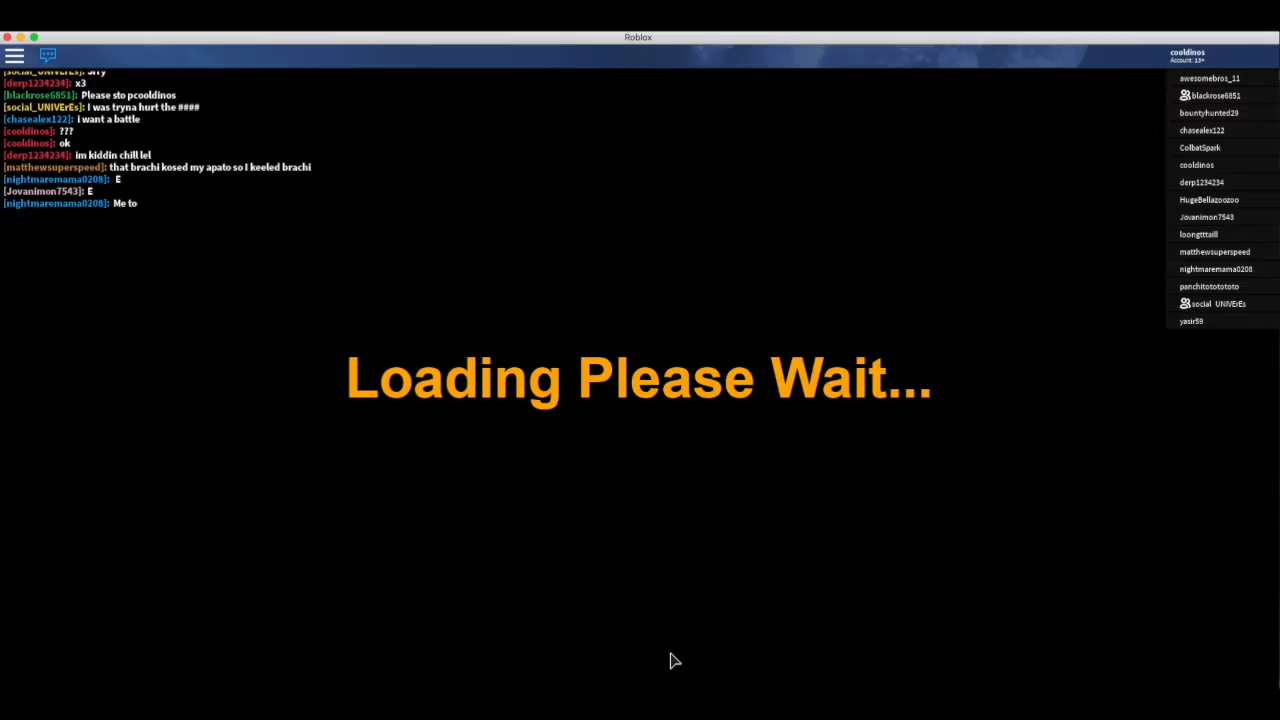 Roblox
cooldinos
Account: 13+
[social_UNIVErEs]: srry
[derp1234234]: x3
[blackrose6851]: Please sto pcooldinos
[social_UNIVErEs]: I was tryna hurt the ####
[chasealex122]: i want a battle
[cooldinos]: ???
[cooldinos]: ok
[derp1234234]: im kiddin chill lel
[matthewsuperspeed]: that brachi kosed my apato so I keeled brachi
[nightmaremama0208]: E
[Jovanimon7543]: E
[nightmaremama0208]: Me to
awesomebros_11
blackrose6851
bountyhunted29
chasealex122
ColbatSpark
cooldinos
derp1234234
HugeBellazoozoo
Jovanimon7543
loongtttaill
matthewsuperspeed
nightmaremama0208
panchitotototo
social_UNIVErEs
yasir59
Loading Please Wait...